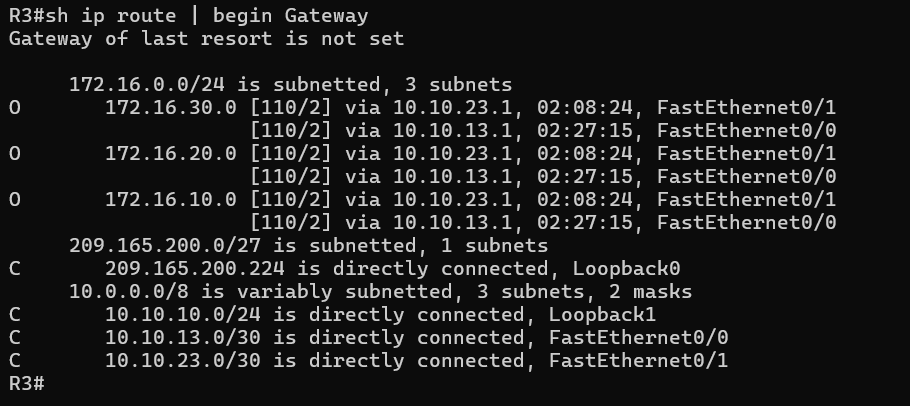 R3#sh ip route | begin Gateway
Gateway of last resort is not set
172.16.0.0/24 is subnetted, 3 subnets
O 172.16.30.0 [110/2] via 10.10.23.1, 02:08:24, FastEthernet0/1
[110/2] via 10.10.13.1, 02:27:15, FastEthernet0/0
O 172.16.20.0 [110/2] via 10.10.23.1, 02:08:24, FastEthernet0/1
[110/2] via 10.10.13.1, 02:27:15, FastEthernet0/0
O 172.16.10.0 [110/2] via 10.10.23.1, 02:08:24, FastEthernet0/1
[110/2] via 10.10.13.1, 02:27:15, FastEthernet0/0
209.165.200.0/27 is subnetted, 1 subnets
C 209.165.200.224 is directly connected, Loopback0
10.0.0.0/8 is variably subnetted, 3 subnets, 2 masks
C 10.10.10.0/24 is directly connected, Loopback1
C 10.10.13.0/30 is directly connected, FastEthernet0/0
C 10.10.23.0/30 is directly connected, FastEthernet0/1
R3#